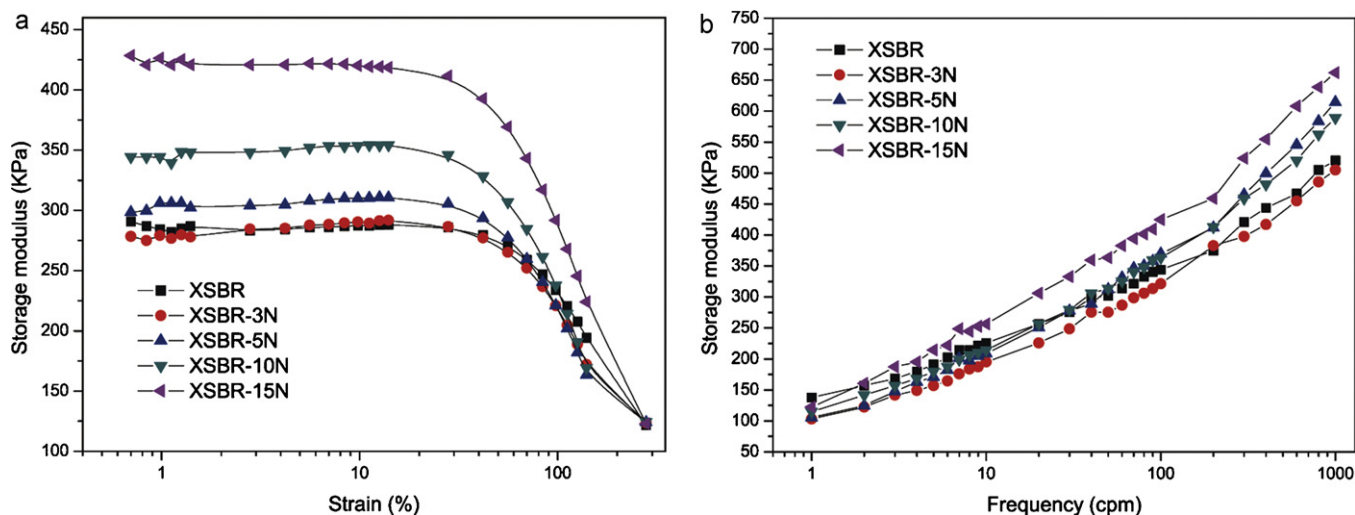 a
Storage modulus (KPa)
450
400
350
300
250
200
150
100
XSBR
XSBR-3N
XSBR-5N
XSBR-10N
XSBR-15N
1
10
100
Strain (%)
b
Storage modulus (KPa)
750
700
650
600
550
500
450
400
350
300
250
200
150
100
50
XSBR
XSBR-3N
XSBR-5N
XSBR-10N
XSBR-15N
1
10
100
1000
Frequency (cpm)